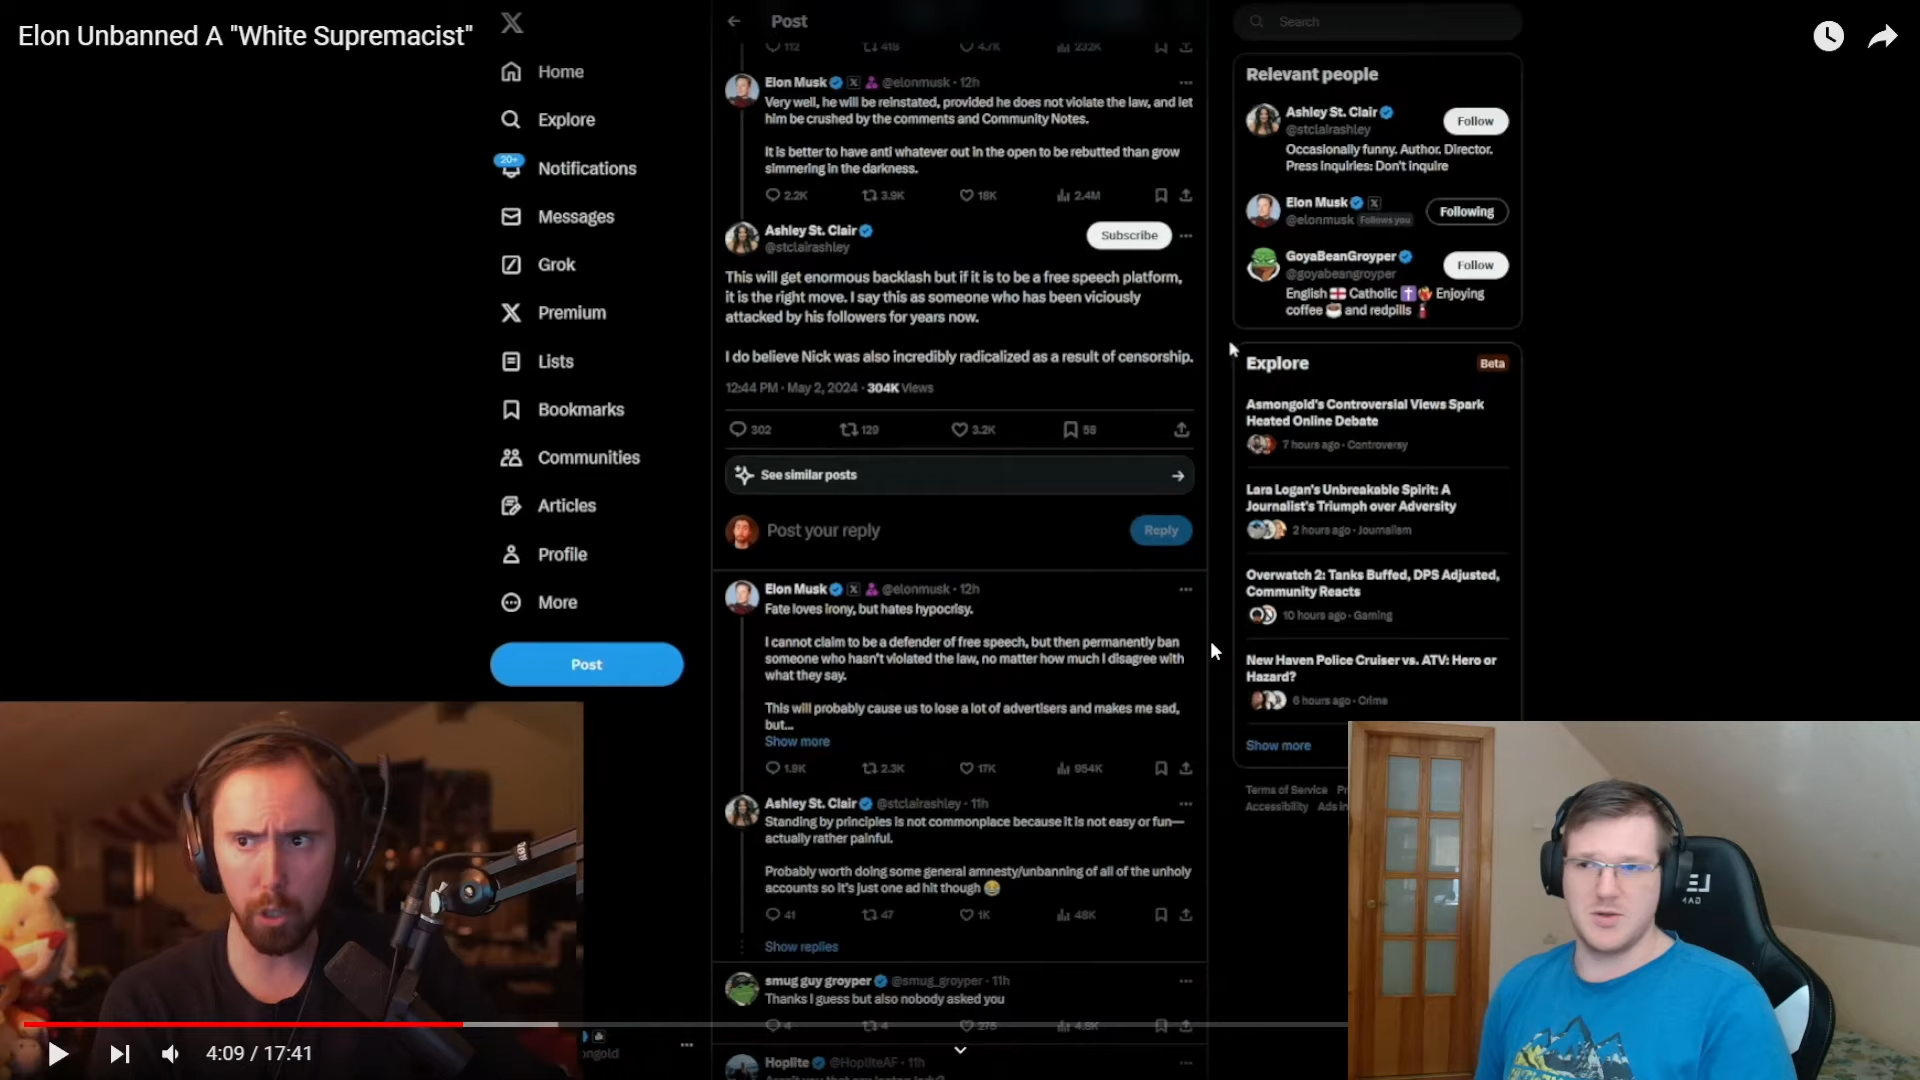 Elon Unbanned A "White Supremacist"
Home
Explore
20+
Notifications
Messages
Grok
Premium
Lists
Bookmarks
Communities
Articles
Profile
More
Post
Post
112
418
4.7K
232K
Elon Musk @elonmusk · 12h
Very well, he will be reinstated, provided he does not violate the law, and let
him be crushed by the comments and Community Notes.
It is better to have anti whatever out in the open to be rebutted than grow
simmering in the darkness.
2.2K
3.9K
18K
2.4M
Ashley St. Clair
@stclairashley
Subscribe
This will get enormous backlash but if it is to be a free speech platform,
it is the right move. I say this as someone who has been viciously
attacked by his followers for years now.
I do believe Nick was also incredibly radicalized as a result of censorship.
12:44 PM · May 2, 2024 · 304K Views
302
129
3.2K
58
See similar posts
Post your reply
Reply
Elon Musk @elonmusk · 12h
Fate loves irony, but hates hypocrisy.
I cannot claim to be a defender of free speech, but then permanently ban
someone who hasn't violated the law, no matter how much I disagree with
what they say.
This will probably cause us to lose a lot of advertisers and makes me sad,
but...
Show more
1.9K
2.3K
17K
954K
Ashley St. Clair @stclairashley · 11h
Standing by principles is not commonplace because it is not easy or fun—
actually rather painful.
Probably worth doing some general amnesty/unbanning of all of the unholy
accounts so it's just one ad hit though 😂
41
47
1K
48K
Show replies
smug guy groyper @smug_groyper · 11h
Thanks I guess but also nobody asked you
4
4
275
4.8K
Hoplite @HopliteAF · 11h
Search
Relevant people
Ashley St. Clair
@stclairashley
Follow
Occasionally funny. Author. Director.
Press Inquiries: Don't Inquire
Elon Musk
@elonmusk Follows you
Following
GoyaBeanGroyper
@goyabeangroyper
Follow
English 🏴󠁧󠁢󠁥󠁮󠁧󠁿 Catholic ✝️❤️‍🔥 Enjoying
coffee ☕ and redpills
Explore
Beta
Asmongold's Controversial Views Spark
Heated Online Debate
7 hours ago · Controversy
Lara Logan's Unbreakable Spirit: A
Journalist's Triumph over Adversity
2 hours ago · Journalism
Overwatch 2: Tanks Buffed, DPS Adjusted,
Community Reacts
10 hours ago · Gaming
New Haven Police Cruiser vs. ATV: Hero or
Hazard?
6 hours ago · Crime
Show more
Terms of Service Pr
Accessibility Ads in
4:09 / 17:41
ongold